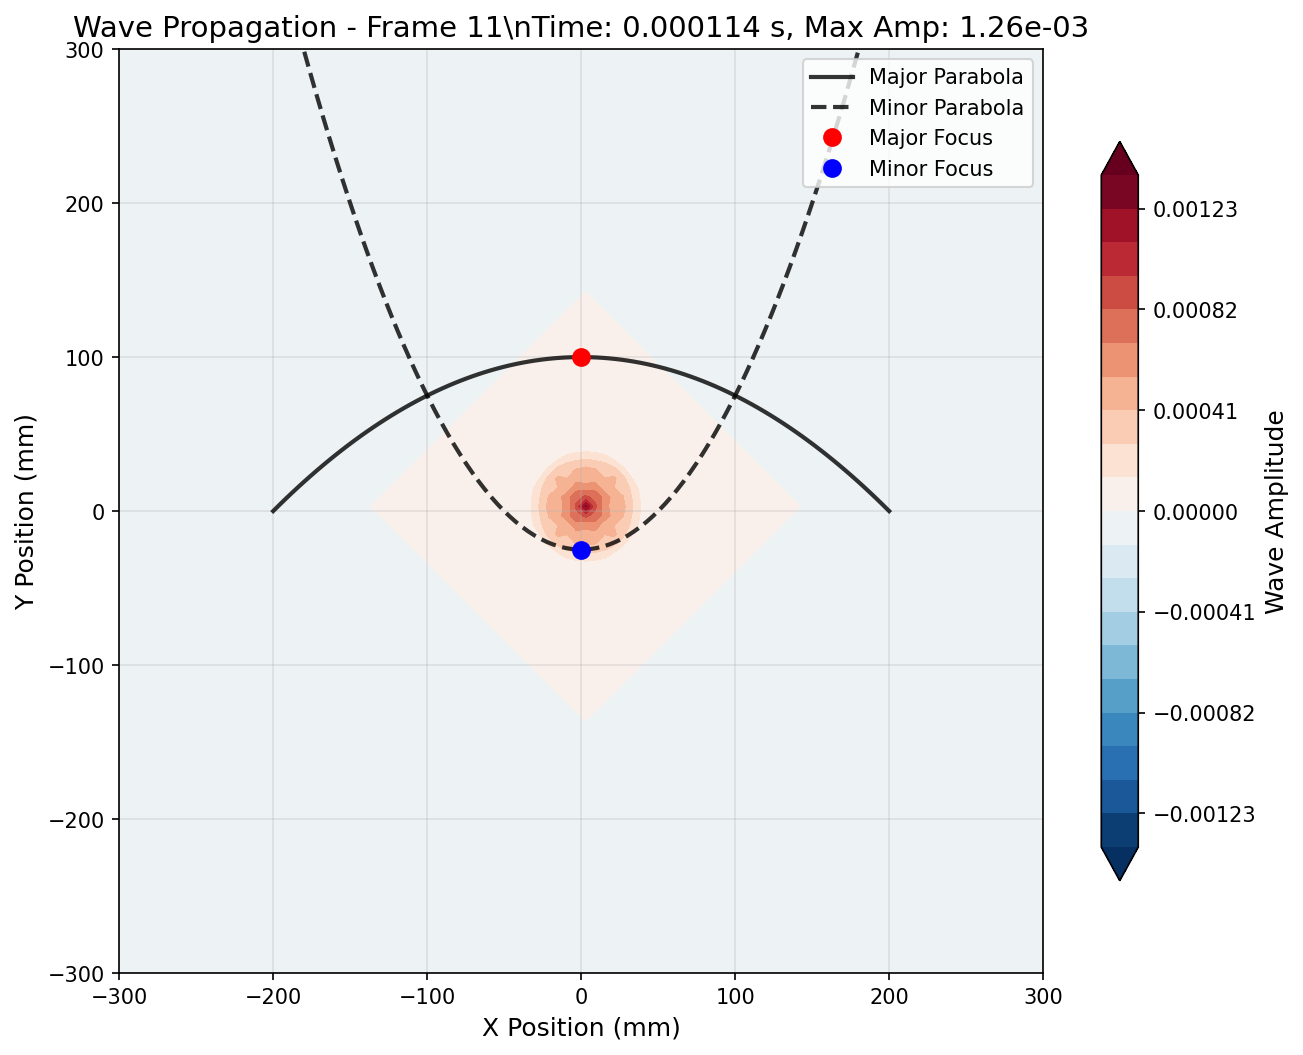 Wave Propagation - Frame 11\nTime: 0.000114 s, Max Amp: 1.26e-03
Major Parabola
Minor Parabola
Major Focus
Minor Focus
Y Position (mm)
300
200
100
0
−100
−200
−300
−300
−200
−100
0
100
200
300
X Position (mm)
0.00123
0.00082
0.00041
0.00000
−0.00041
−0.00082
−0.00123
Wave Amplitude